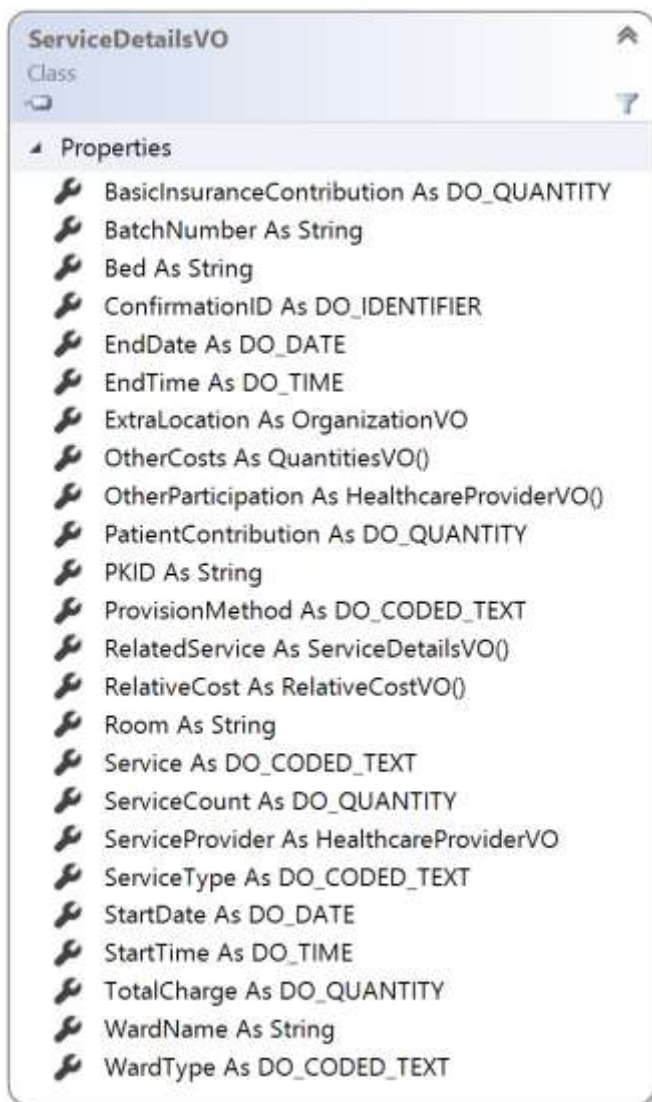 ServiceDetailsVO
Class
Properties
BasicInsuranceContribution As DO_QUANTITY
BatchNumber As String
Bed As String
ConfirmationID As DO_IDENTIFIER
EndDate As DO_DATE
EndTime As DO_TIME
ExtraLocation As OrganizationVO
OtherCosts As QuantitiesVO()
OtherParticipation As HealthcareProviderVO()
PatientContribution As DO_QUANTITY
PKID As String
ProvisionMethod As DO_CODED_TEXT
RelatedService As ServiceDetailsVO()
RelativeCost As RelativeCostVO()
Room As String
Service As DO_CODED_TEXT
ServiceCount As DO_QUANTITY
ServiceProvider As HealthcareProviderVO
ServiceType As DO_CODED_TEXT
StartDate As DO_DATE
StartTime As DO_TIME
TotalCharge As DO_QUANTITY
WardName As String
WardType As DO_CODED_TEXT